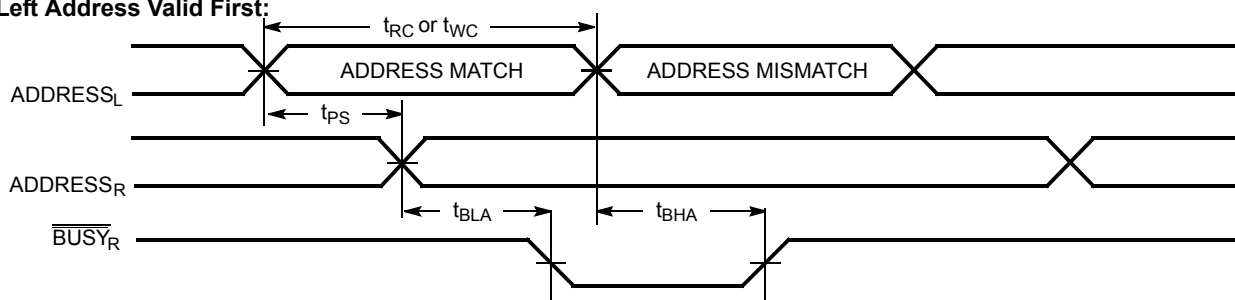 Left Address Valid First:
tRC or tWC
ADDRESS MATCH
ADDRESS MISMATCH
ADDRESSL
tPS
ADDRESSR
tBLA
tBHA
BUSYR